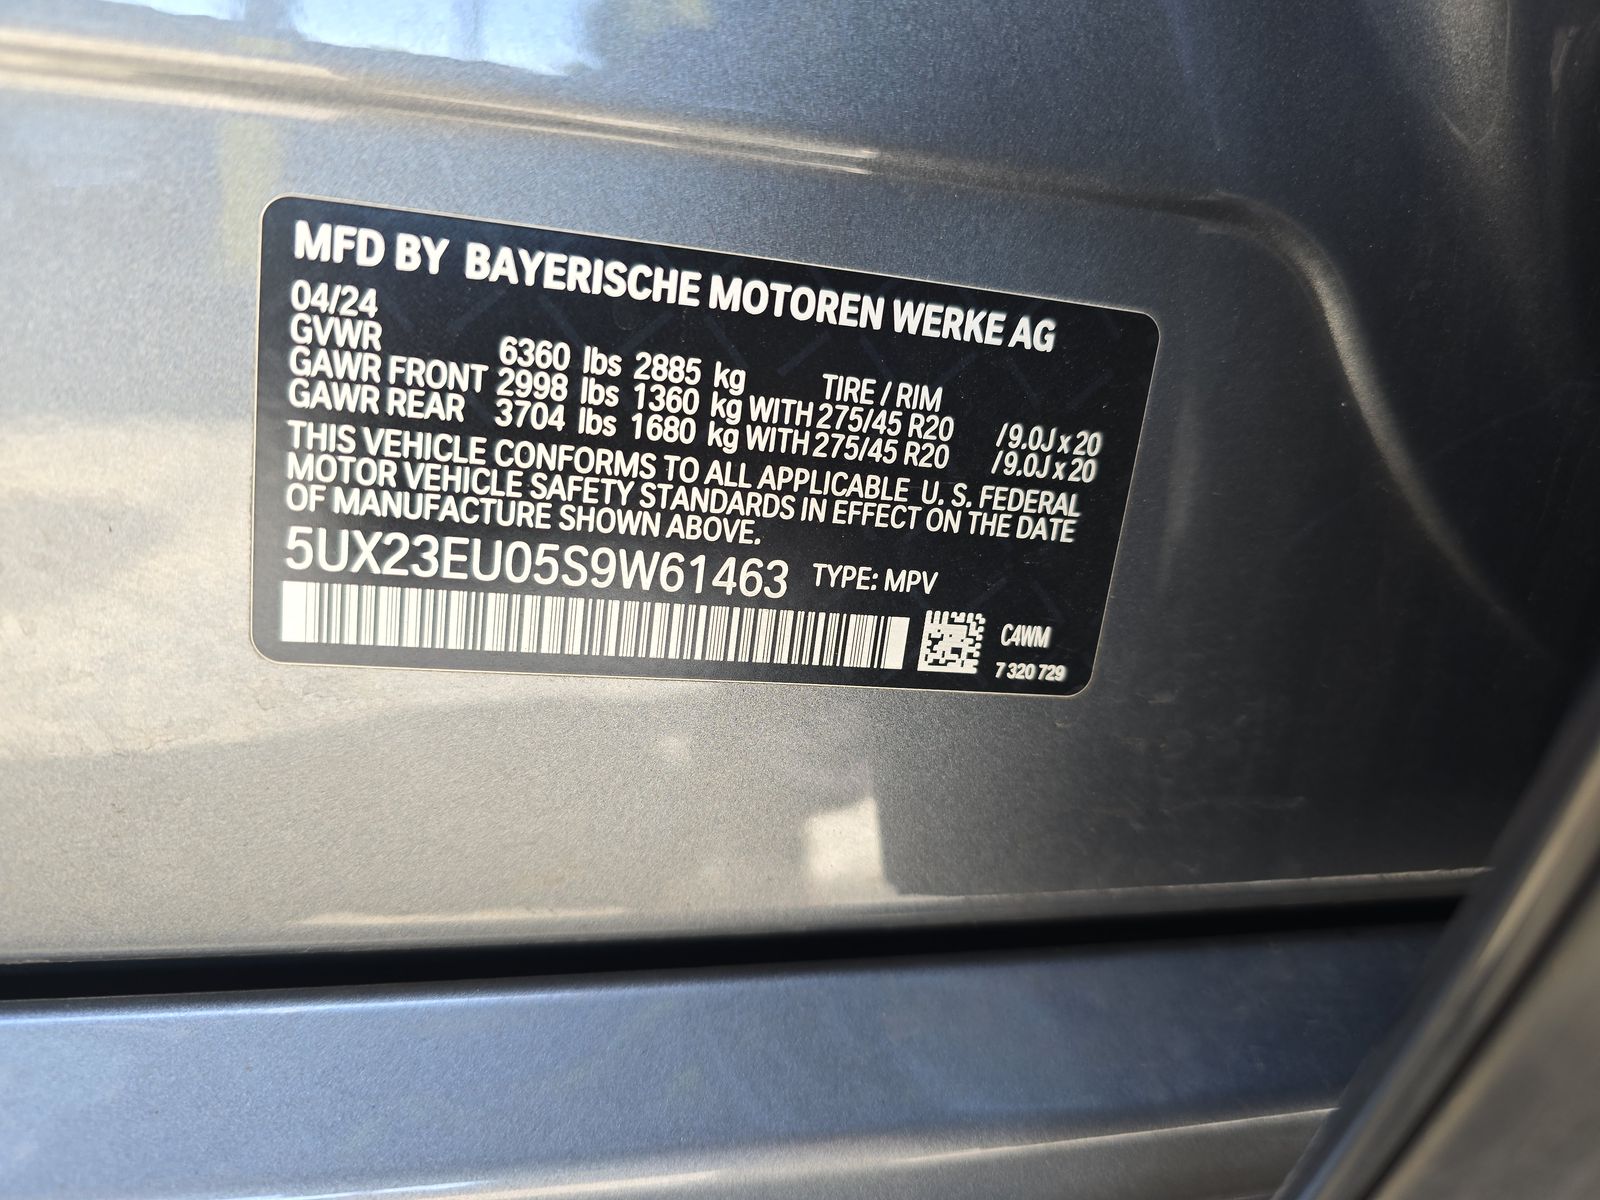 MFD BY BAYERISCHE MOTOREN WERKE AG
04/24
GVWR 6360 lbs 2885 kg TIRE / RIM
GAWR FRONT 2998 lbs 1360 kg WITH 275/45 R20 /9.0J x 20
GAWR REAR 3704 lbs 1680 kg WITH 275/45 R20 /9.0J x 20
THIS VEHICLE CONFORMS TO ALL APPLICABLE U. S. FEDERAL
MOTOR VEHICLE SAFETY STANDARDS IN EFFECT ON THE DATE
OF MANUFACTURE SHOWN ABOVE.
5UX23EU05S9W61463 TYPE: MPV
C4WM
7 320 729